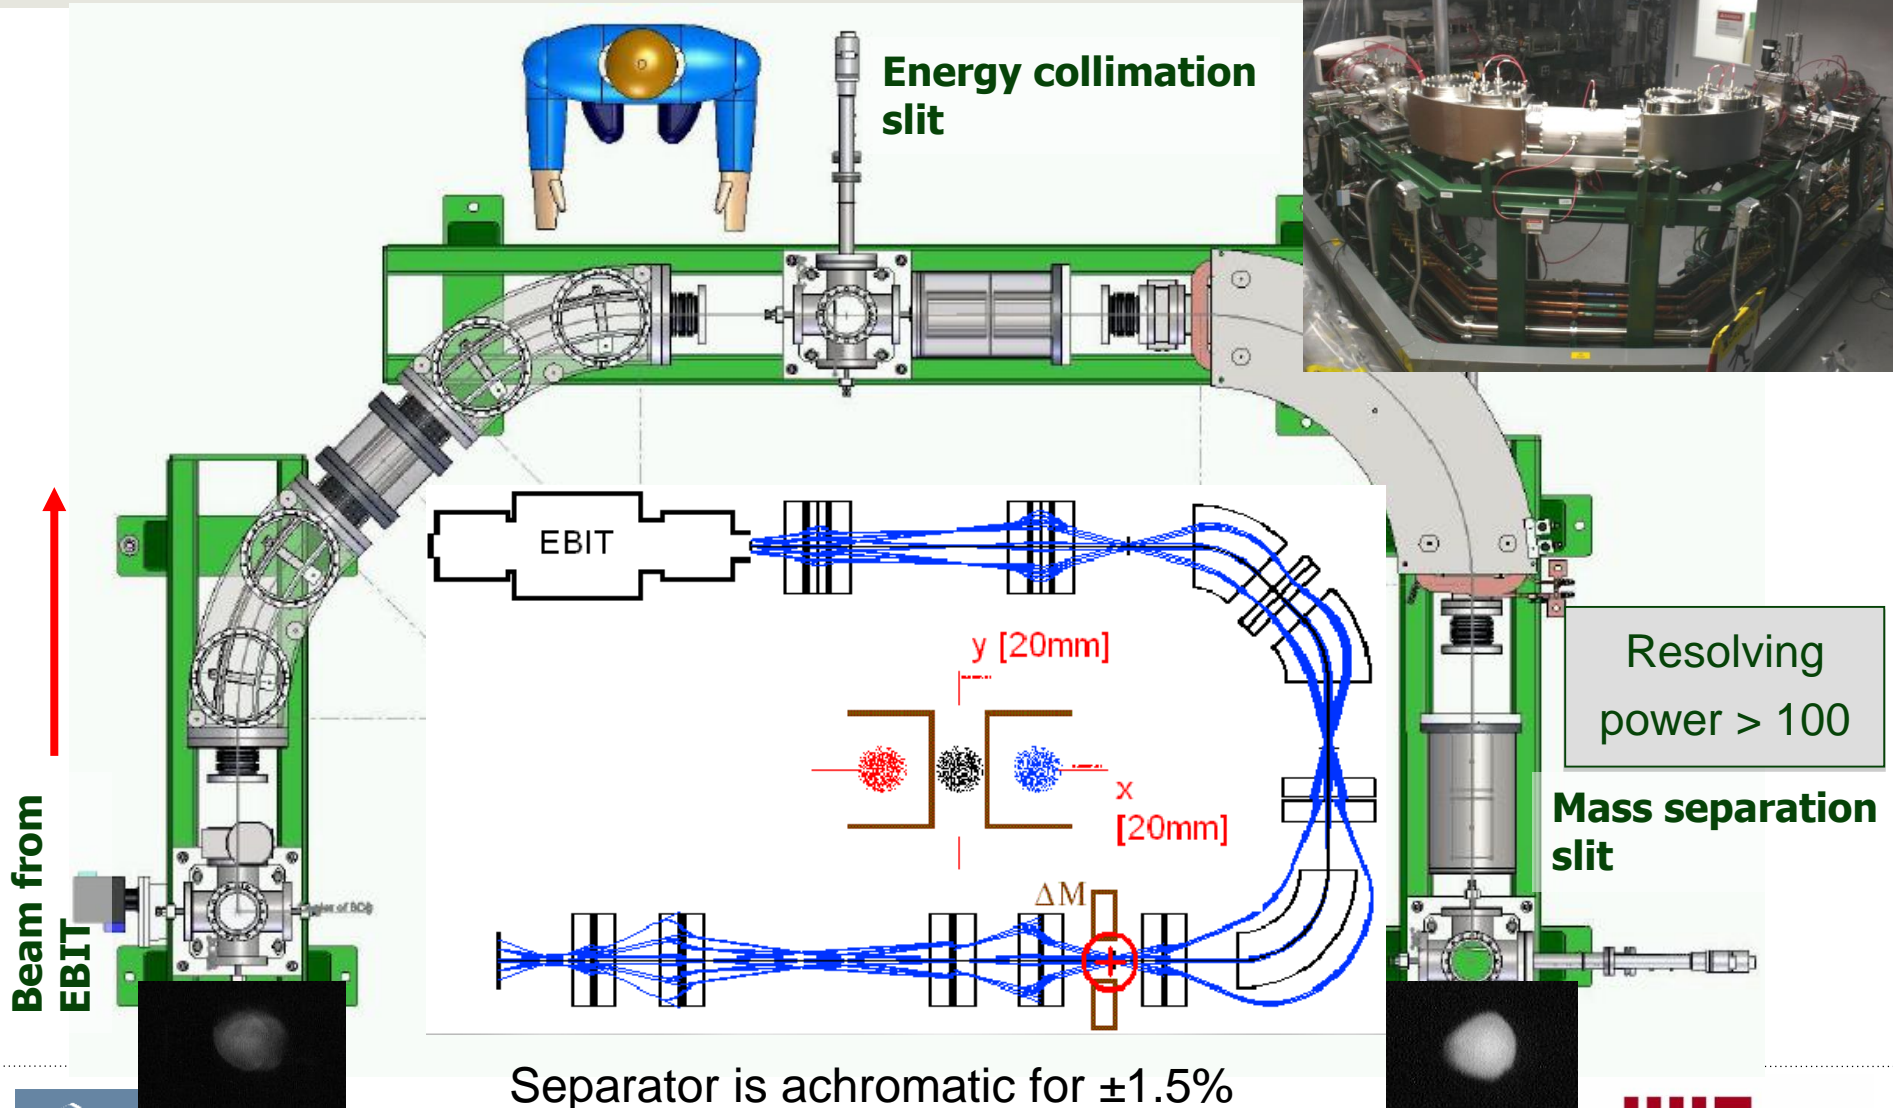 Energy collimation
slit
EBIT
y [20mm]
x
[20mm]
ΔM
Resolving
power > 100
Mass separation
slit
Beam from
EBIT
Separator is achromatic for ±1.5%